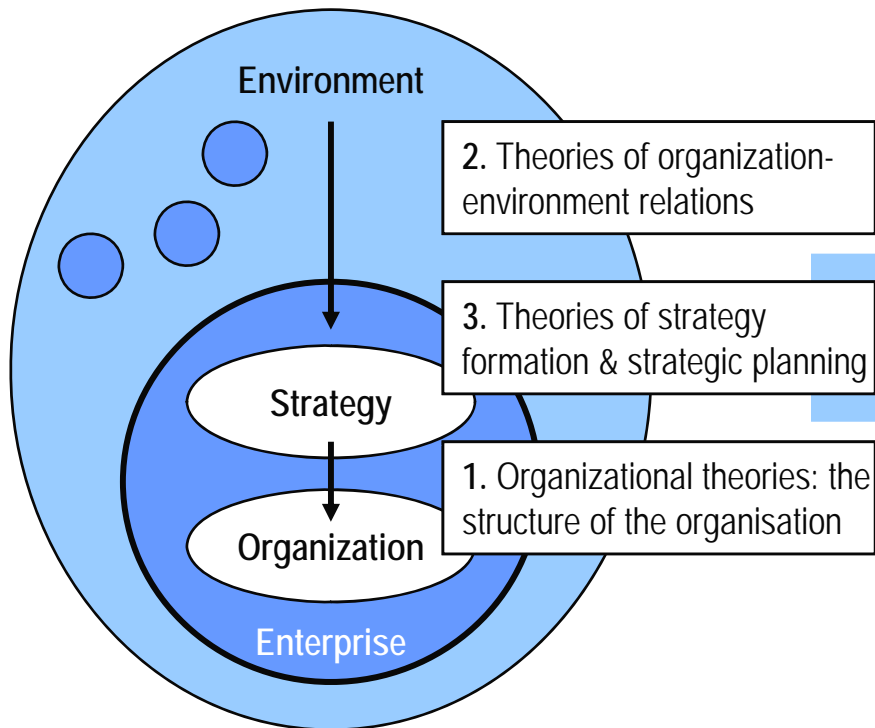 Environment
2. Theories of organization-
environment relations
3. Theories of strategy
formation & strategic planning
Strategy
1. Organizational theories: the
structure of the organisation
Organization
Enterprise